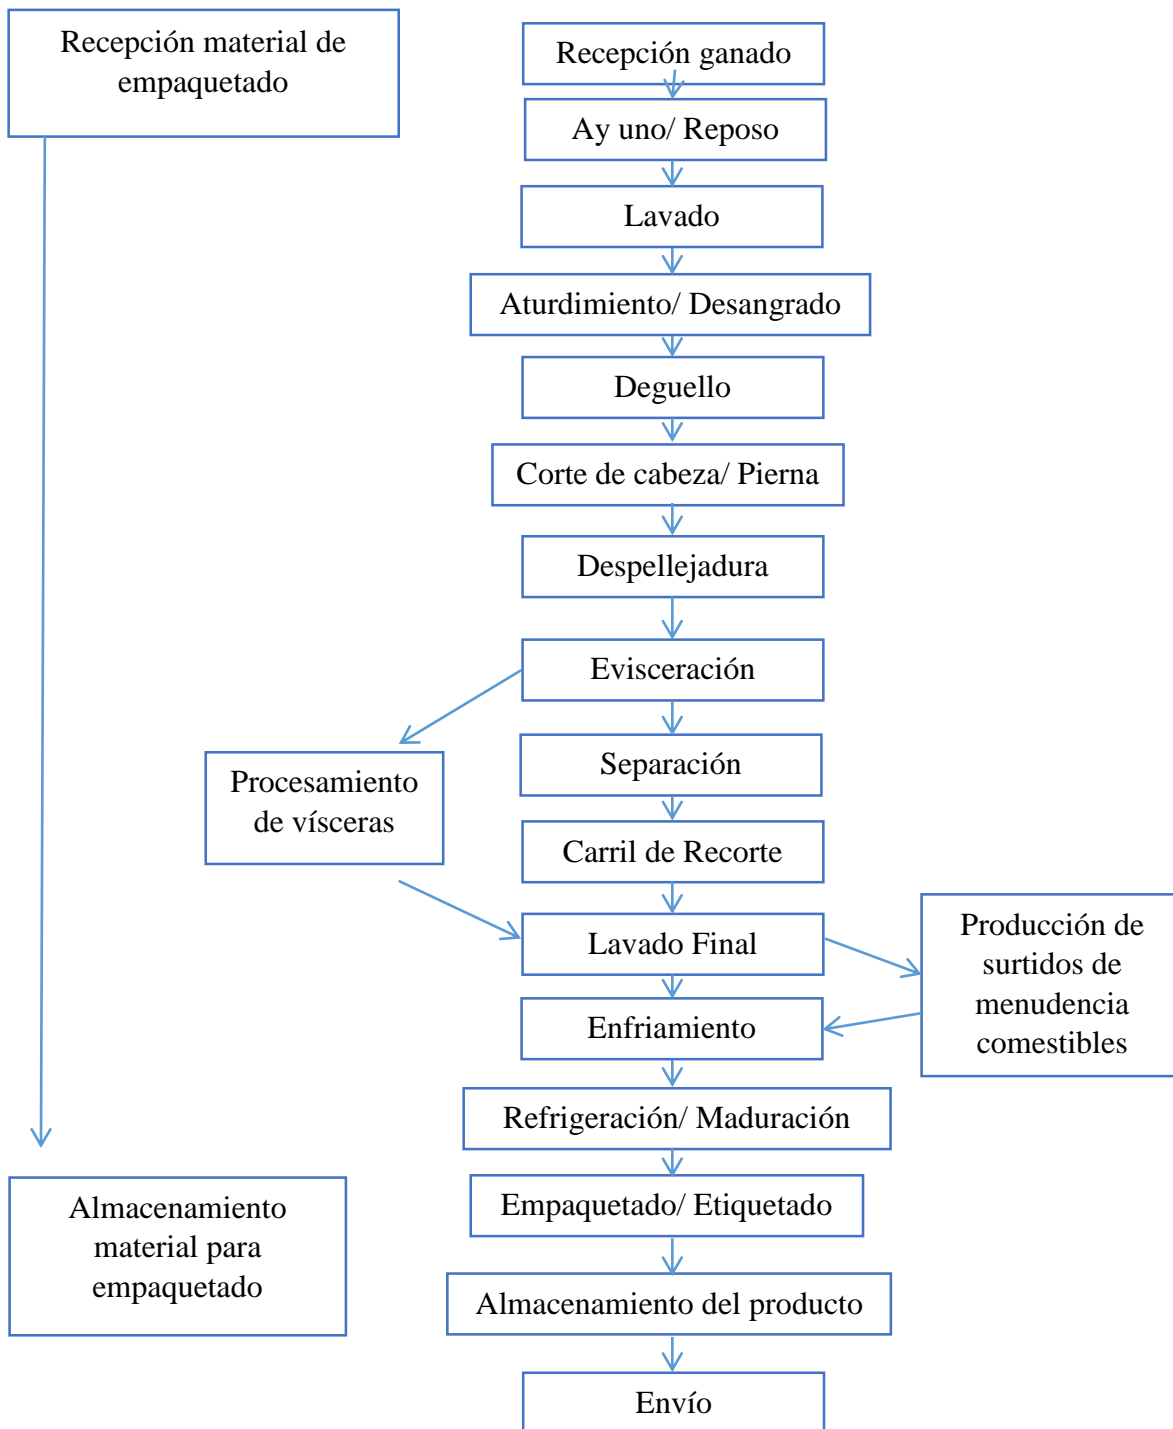 Recepción material de
empaquetado
Recepción ganado
Ay uno/ Reposo
Lavado
Aturdimiento/ Desangrado
Deguello
Corte de cabeza/ Pierna
Despellejadura
Evisceración
Procesamiento
de vísceras
Separación
Carril de Recorte
Lavado Final
Producción de
surtidos de
menudencia
comestibles
Enfriamiento
Refrigeración/ Maduración
Almacenamiento
material para
empaquetado
Empaquetado/ Etiquetado
Almacenamiento del producto
Envío